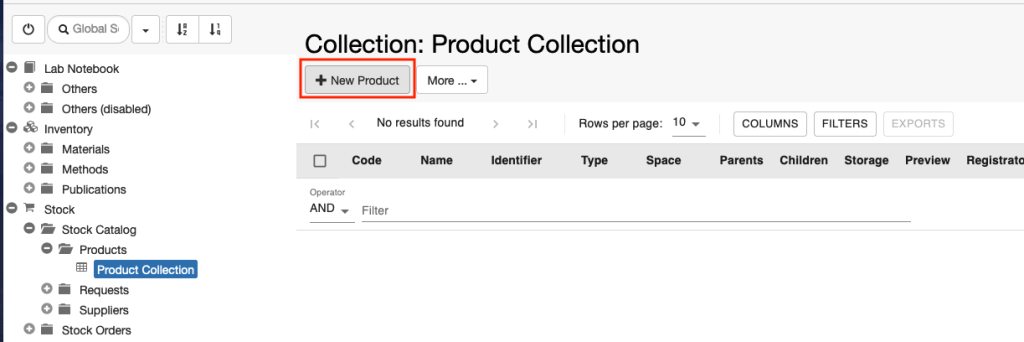 Global S
Lab Notebook
Others
Others (disabled)
Inventory
Materials
Methods
Publications
Stock
Stock Catalog
Products
Product Collection
Requests
Suppliers
Stock Orders
Collection: Product Collection
+ New Product More ...
No results found Rows per page: 10 COLUMNS FILTERS EXPORTS
Code Name Identifier Type Space Parents Children Storage Preview Registrato
Operator
AND Filter